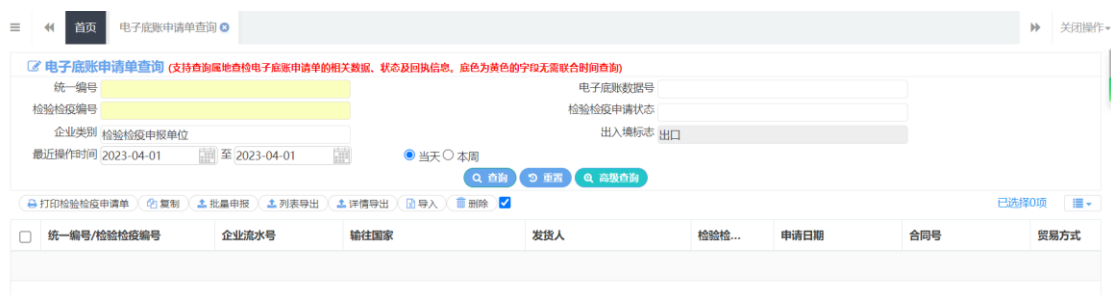 首页 电子底账申请单查询 关闭操作
电子底账申请单查询 (支持查询属地查检电子底账申请单的相关数据、状态及回执信息。底色为黄色的字段无需联合时间查询)
统一编号 电子底账数据号
检验检疫编号 检验检疫申请状态
企业类别 检验检疫申报单位 出入境标志 出口
最近操作时间 2023-04-01 至 2023-04-01 当天 本周
查询 重置 高级查询
打印检验检疫申请单 复制 批量申报 列表导出 详情导出 导入 删除 已选择0项
统一编号/检验检疫编号 企业流水号 输往国家 发货人 检验检... 申请日期 合同号 贸易方式